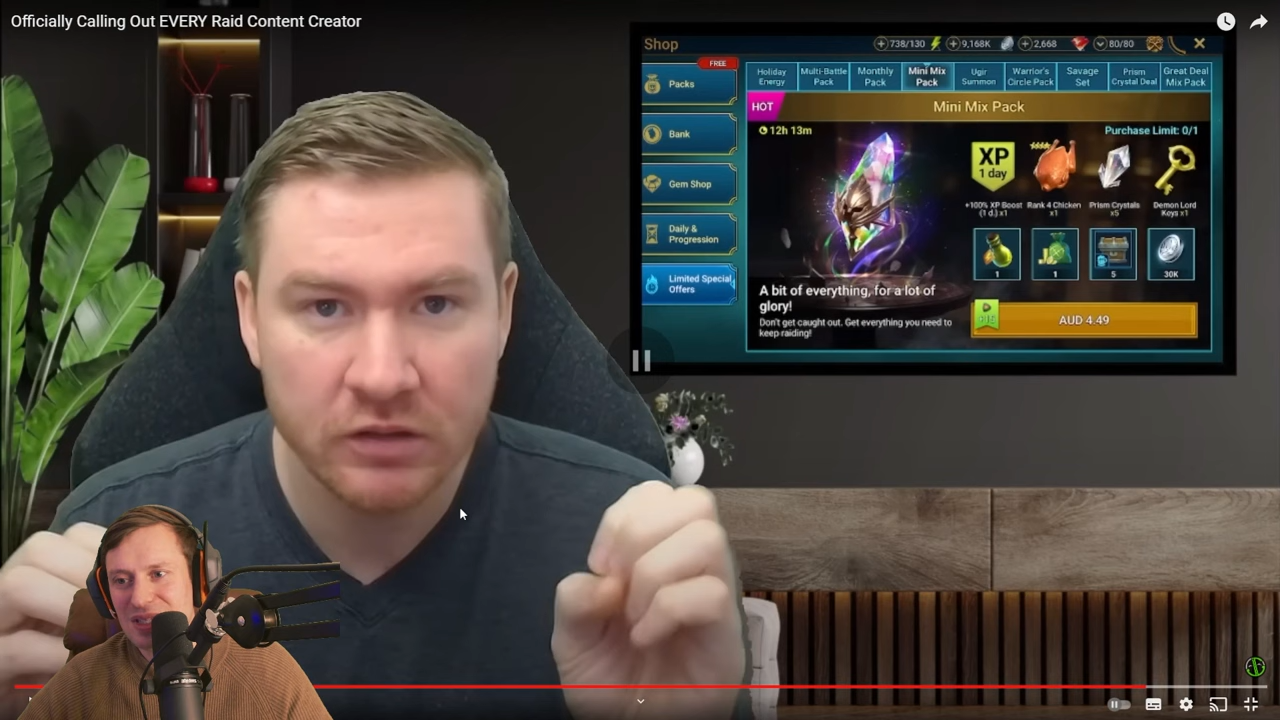 Officially Calling Out EVERY Raid Content Creator
Shop
738/130
9,168K
2,668
80/80
FREE
Packs
Bank
Gem Shop
Daily &
Progression
Limited Special
Offers
Holiday
Energy
Multi-Battle
Pack
Monthly
Pack
Mini Mix
Pack
Ugir
Summon
Warrior's
Circle Pack
Savage
Set
Prism
Crystal Deal
Great Deal
Mix Pack
HOT
Mini Mix Pack
12h 13m
Purchase Limit: 0/1
XP
1 day
+100% XP Boost
(1 d.) x1
Rank 4 Chicken
x1
Prism Crystals
x5
Demon Lord
Keys x1
1
1
5
30K
A bit of everything, for a lot of
glory!
Don't get caught out. Get everything you need to
keep raiding!
AUD 4.49